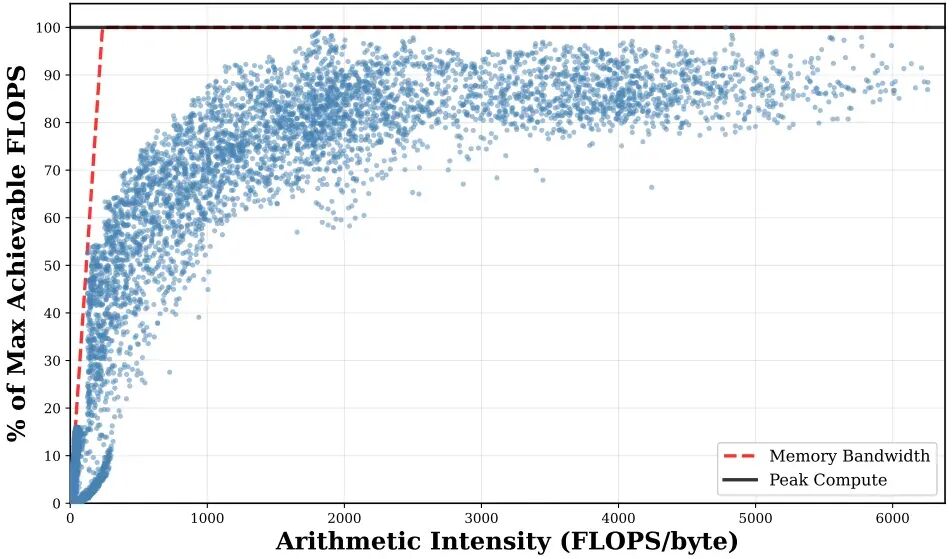 % of Max Achievable FLOPS
100
90
80
70
60
50
40
30
20
10
0
0 1000 2000 3000 4000 5000 6000
Arithmetic Intensity (FLOPS/byte)
Memory Bandwidth
Peak Compute